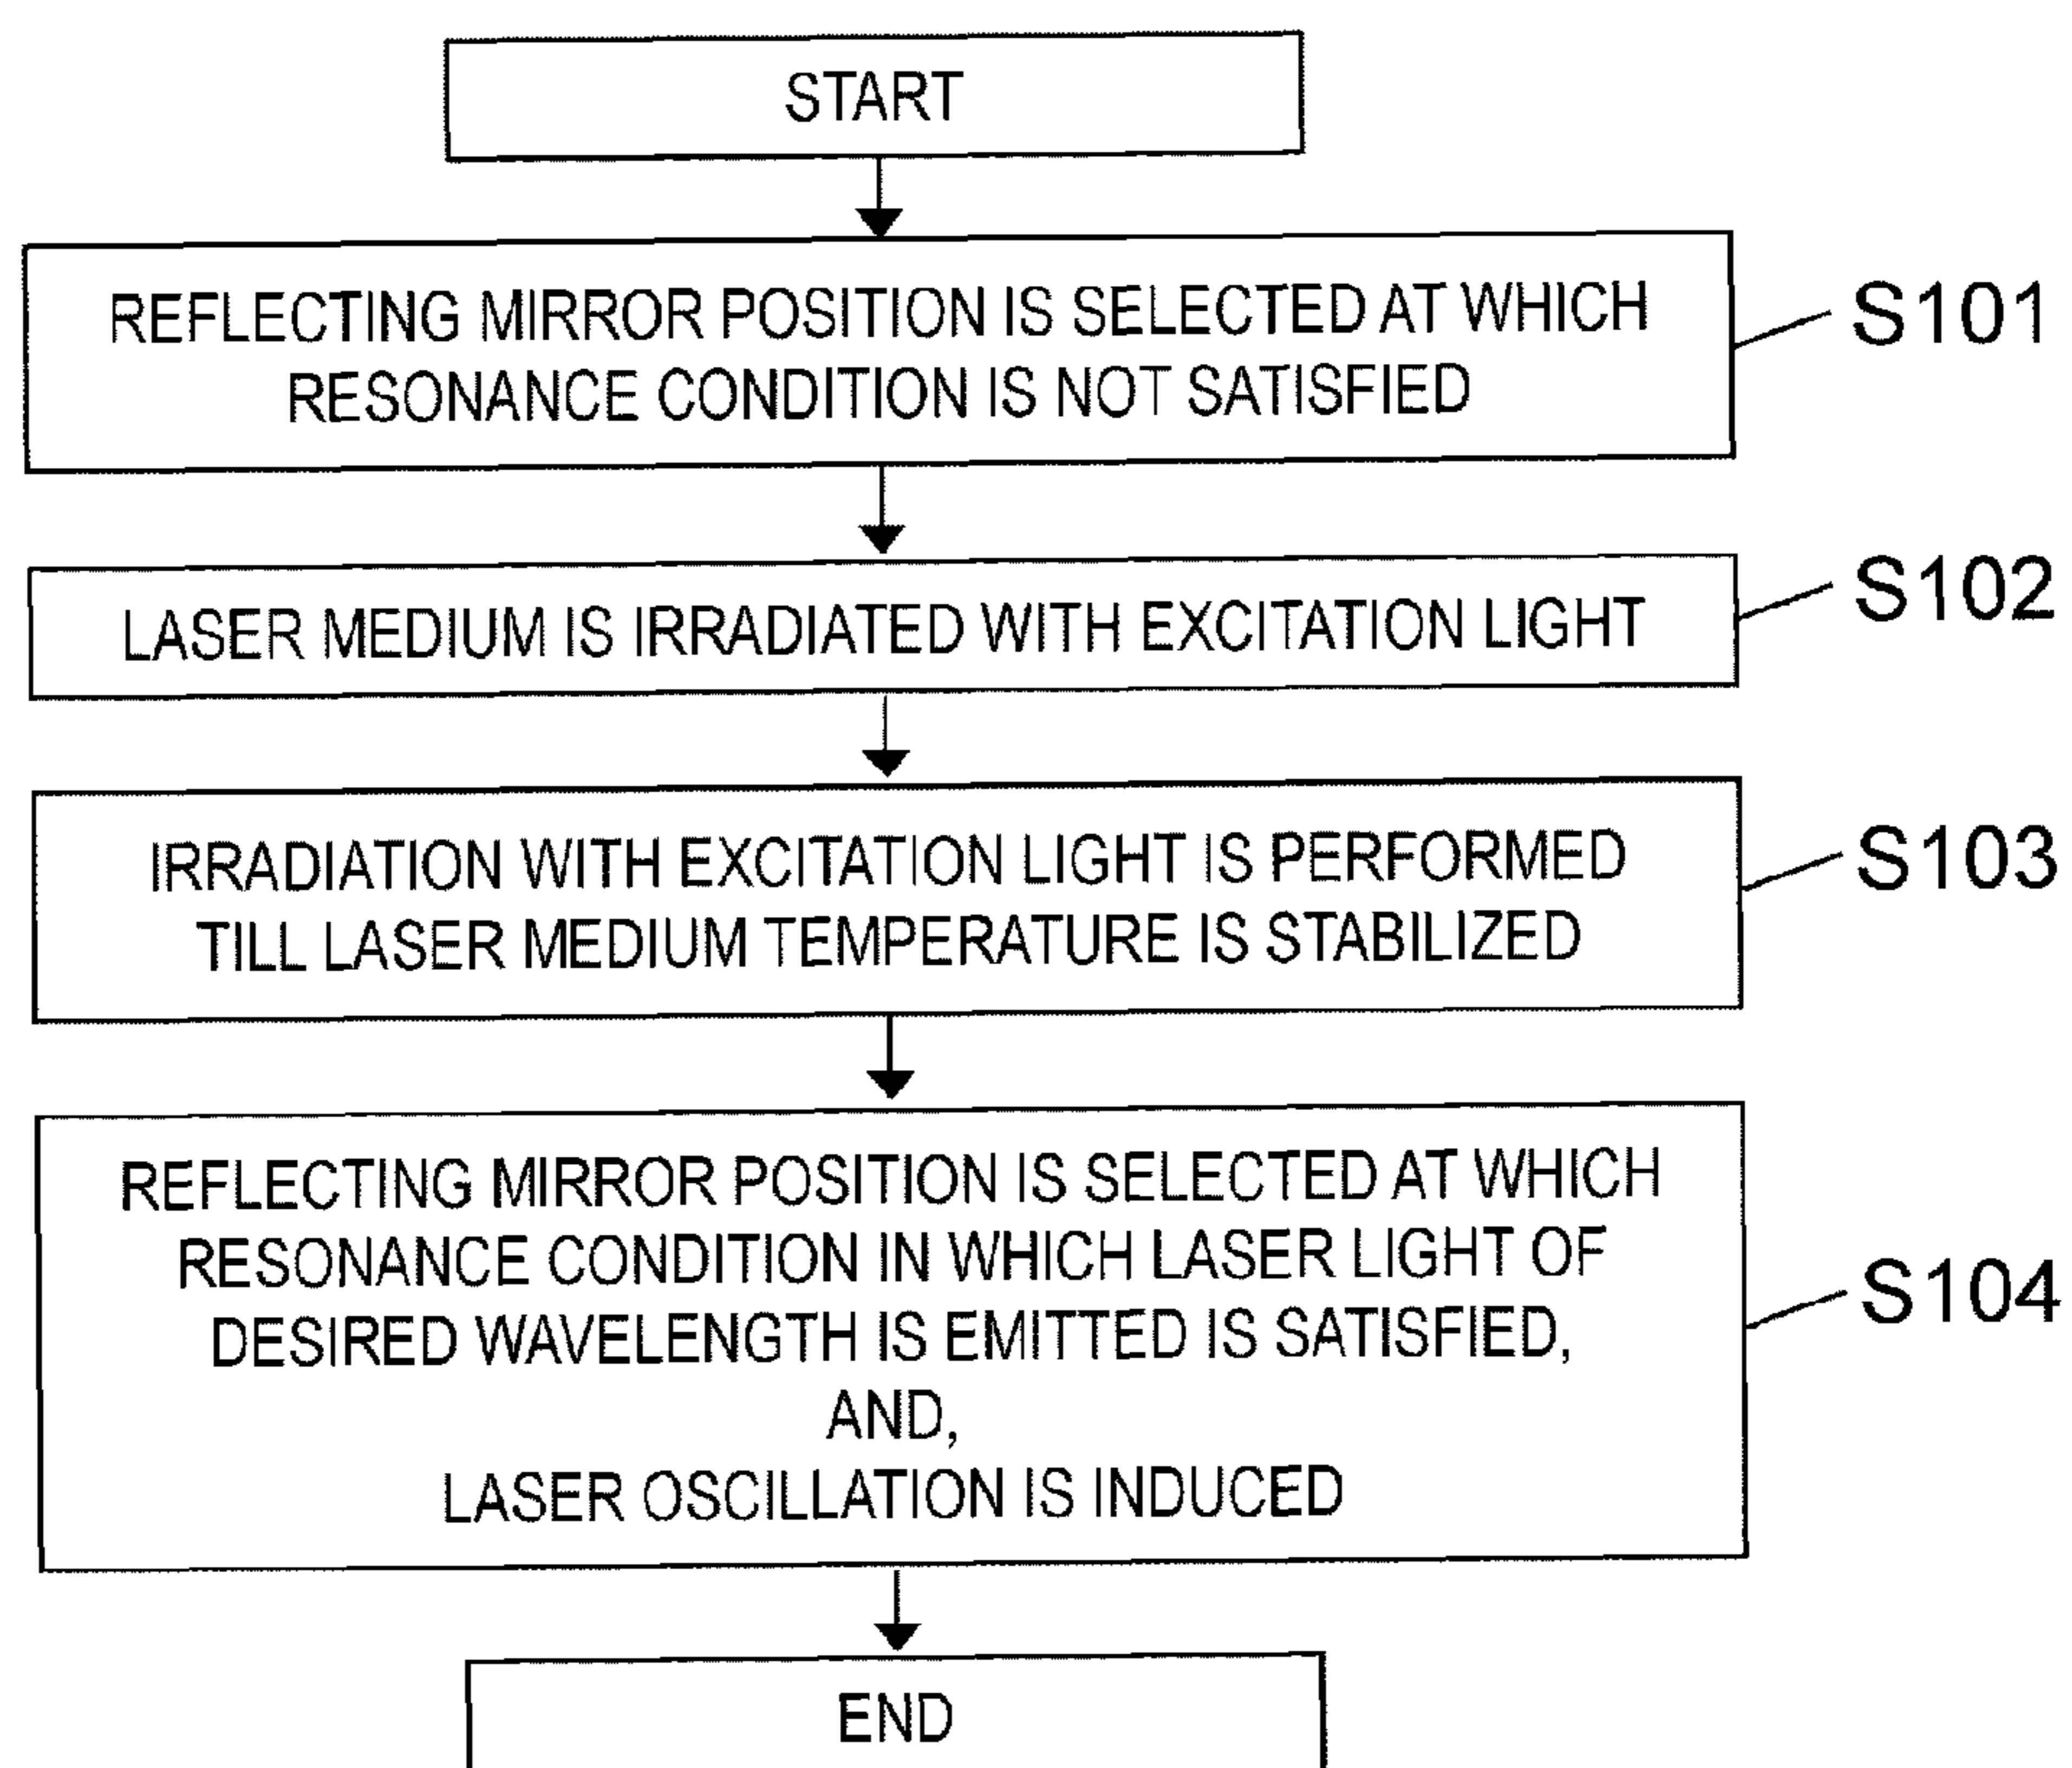 START
REFLECTING MIRROR POSITION IS SELECTED AT WHICH
RESONANCE CONDITION IS NOT SATISFIED
S101
LASER MEDIUM IS IRRADIATED WITH EXCITATION LIGHT
S102
IRRADIATION WITH EXCITATION LIGHT IS PERFORMED
TILL LASER MEDIUM TEMPERATURE IS STABILIZED
S103
REFLECTING MIRROR POSITION IS SELECTED AT WHICH
RESONANCE CONDITION IN WHICH LASER LIGHT OF
DESIRED WAVELENGTH IS EMITTED IS SATISFIED,
AND,
LASER OSCILLATION IS INDUCED
S104
END